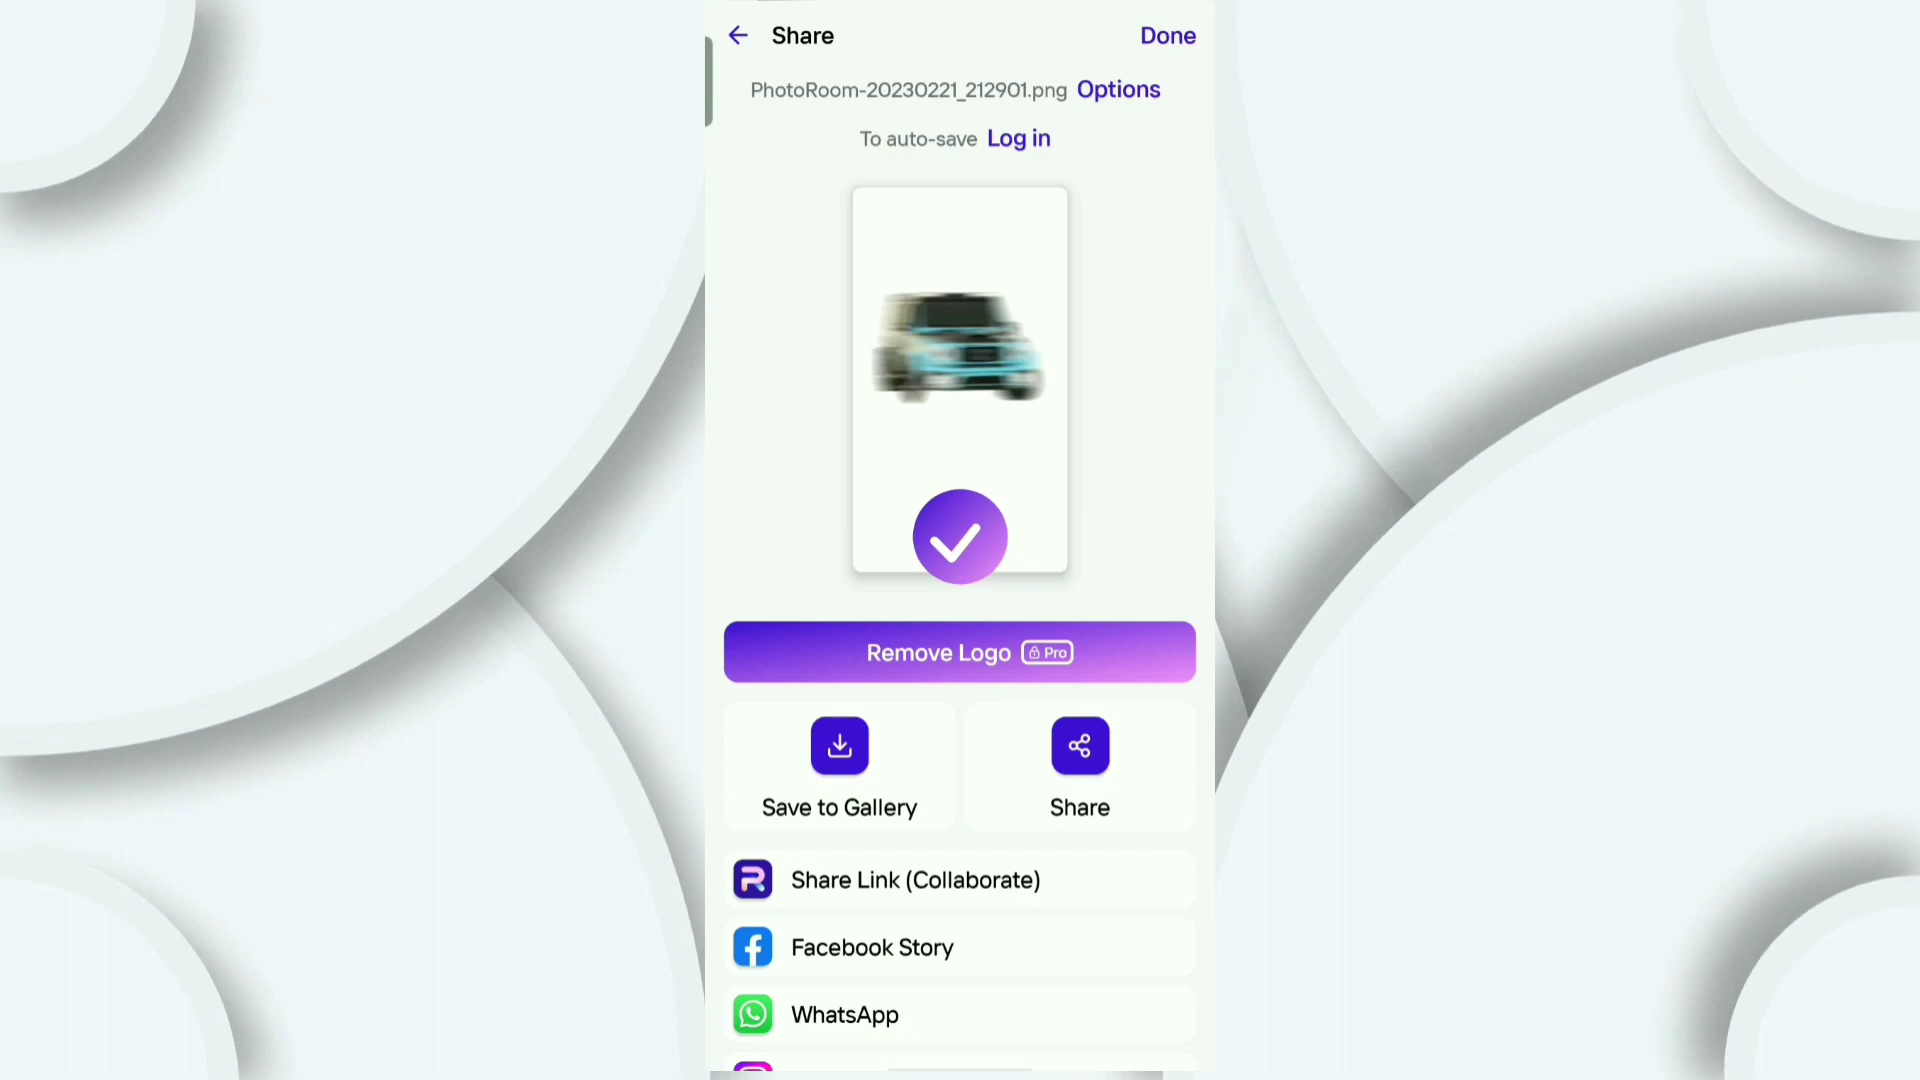 Share
Done
PhotoRoom-20230221_212901.png Options
To auto-save Log in
Remove Logo Pro
Save to Gallery
Share
Share Link (Collaborate)
Facebook Story
WhatsApp